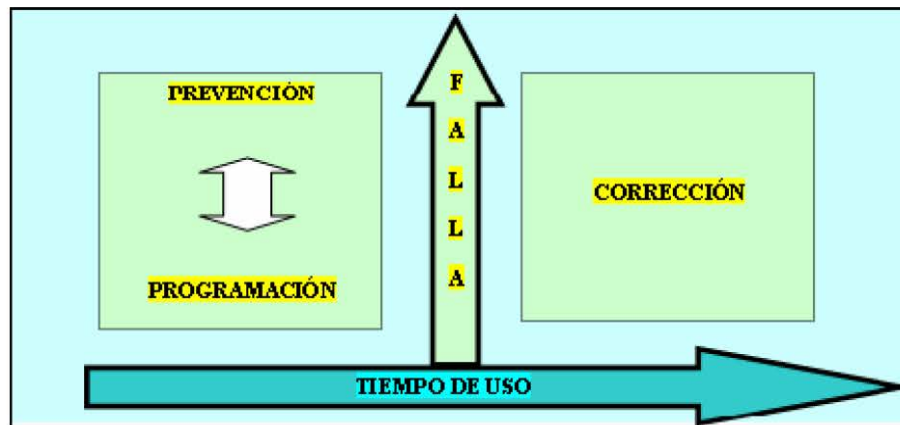 PREVENCIÓN
PROGRAMACIÓN
F
A
L
L
A
CORRECCIÓN
TIEMPO DE USO